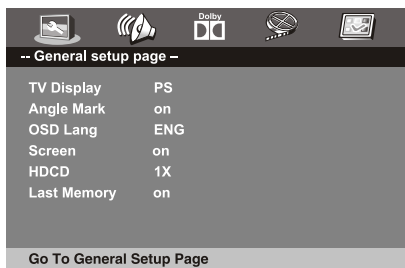 Dolby
-- General setup page –
TV Display PS
Angle Mark on
OSD Lang ENG
Screen on
HDCD 1X
Last Memory on
Go To General Setup Page